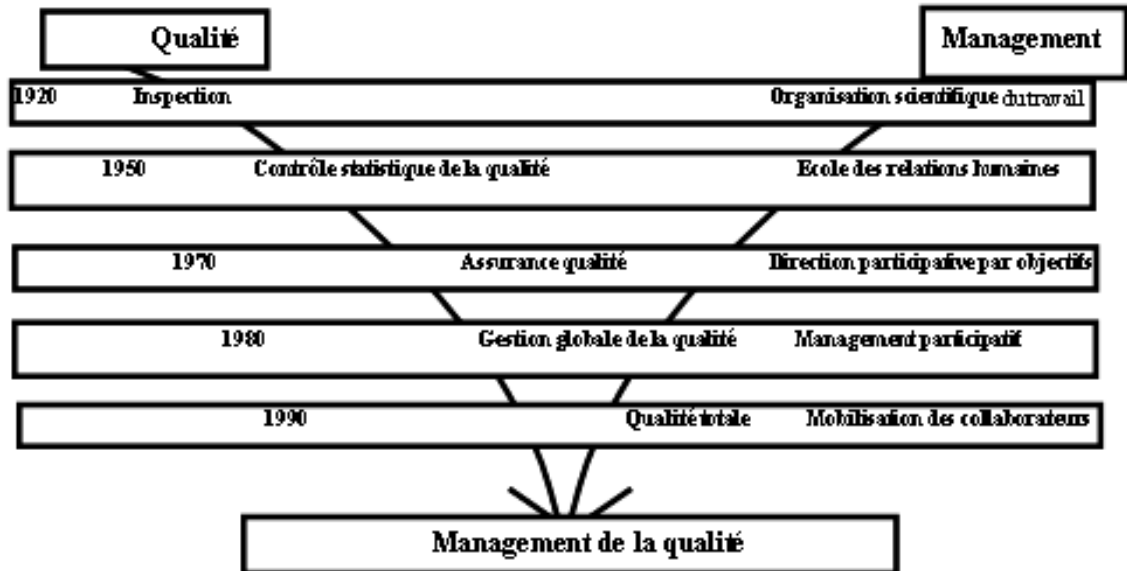 Qualité Management
1920 Inspection Organisation scientifique du travail
1950 Contrôle statistique de la qualité Ecole des relations humaines
1970 Assurance qualité Direction participative par objectifs
1980 Gestion globale de la qualité Management participatif
1990 Qualité totale Mobilisation des collaborateurs
Management de la qualité